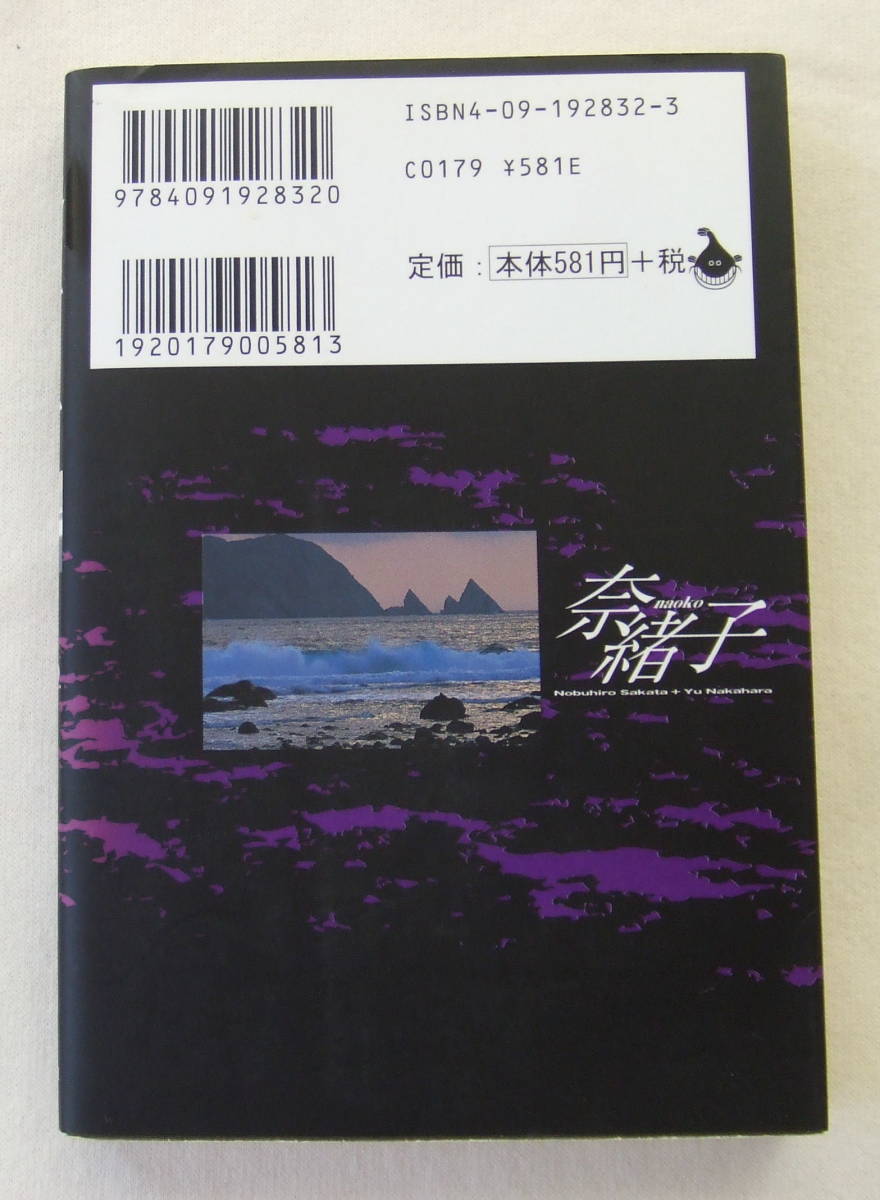 ISBN4-09-192832-3
9784091928320
C0179 ¥581E
定価：本体581円＋税
1920179005813
奈緒子
naoko
Nobuhiro Sakata + Yu Nakahara